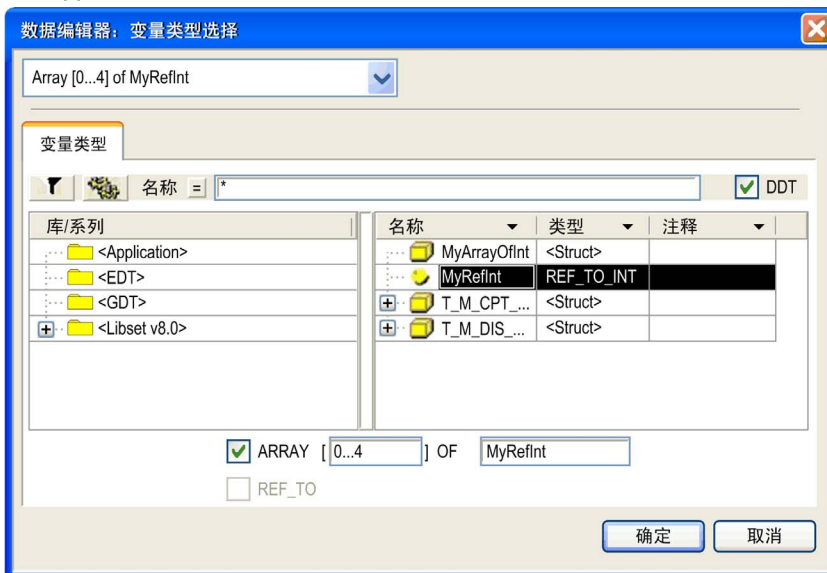 数据编辑器：变量类型选择
Array [0...4] of MyRefInt
变量类型
名称 = * DDT
库/系列 名称 类型 注释
<Application> MyArrayOfInt <Struct>
<EDT> MyRefInt REF_TO_INT
<GDT> T_M_CPT_... <Struct>
<Libset v8.0> T_M_DIS_... <Struct>
ARRAY [ 0...4 ] OF MyRefInt
REF_TO
确定 取消